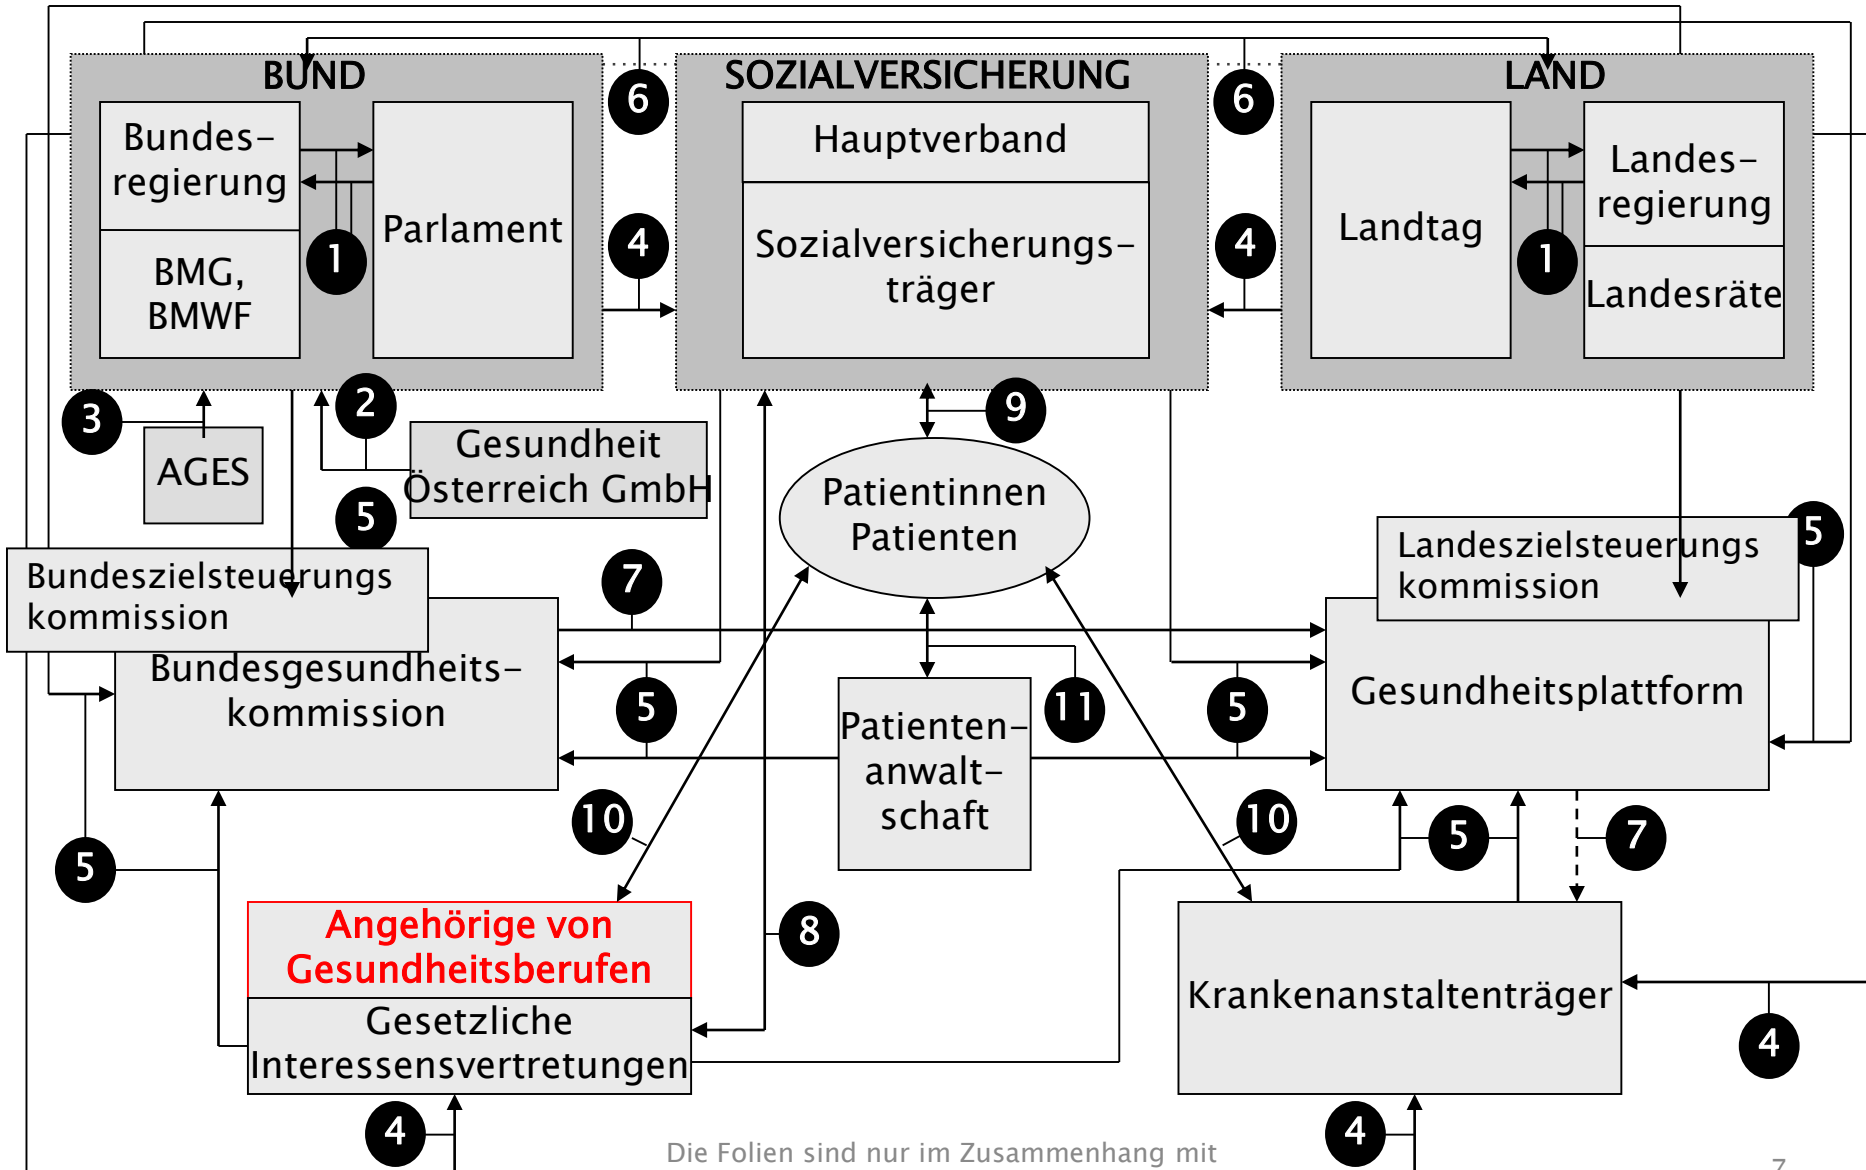 BUND
SOZIALVERSICHERUNG
LAND
6
6
Bundes-
regierung
Parlament
BMG,
BMWF
1
Hauptverband
Sozialversicherungs-
träger
4
4
Landtag
Landes-
regierung
Landesräte
1
3
2
9
AGES
Gesundheit
Österreich GmbH
5
Patientinnen
Patienten
5
Bundeszielsteuerungs
kommission
7
Landeszielsteuerungs
kommission
Bundesgesundheits-
kommission
5
11
5
Gesundheitsplattform
Patienten-
anwalt-
schaft
10
10
5
5
7
Angehörige von
Gesundheitsberufen
8
Gesetzliche
Interessensvertretungen
Krankenanstaltenträger
4
4
4
Die Folien sind nur im Zusammenhang mit
7